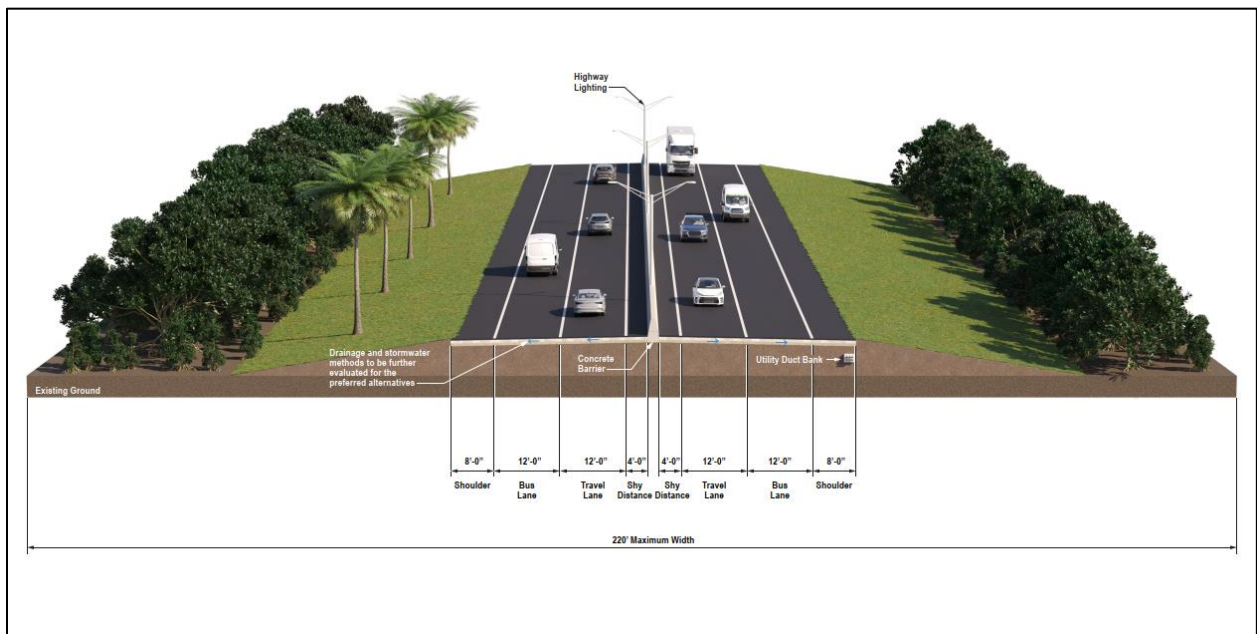 Highway
Lighting
Drainage and stormwater
methods to be further
evaluated for the
preferred alternatives
Concrete
Barrier
Utility Duct Bank
Existing Ground
8'-0" 12'-0" 12'-0" 4'-0" 4'-0" 12'-0" 12'-0" 8'-0"
Shoulder Bus Travel Shy Shy Travel Bus Shoulder
Lane Lane Distance Distance Lane Lane
220' Maximum Width